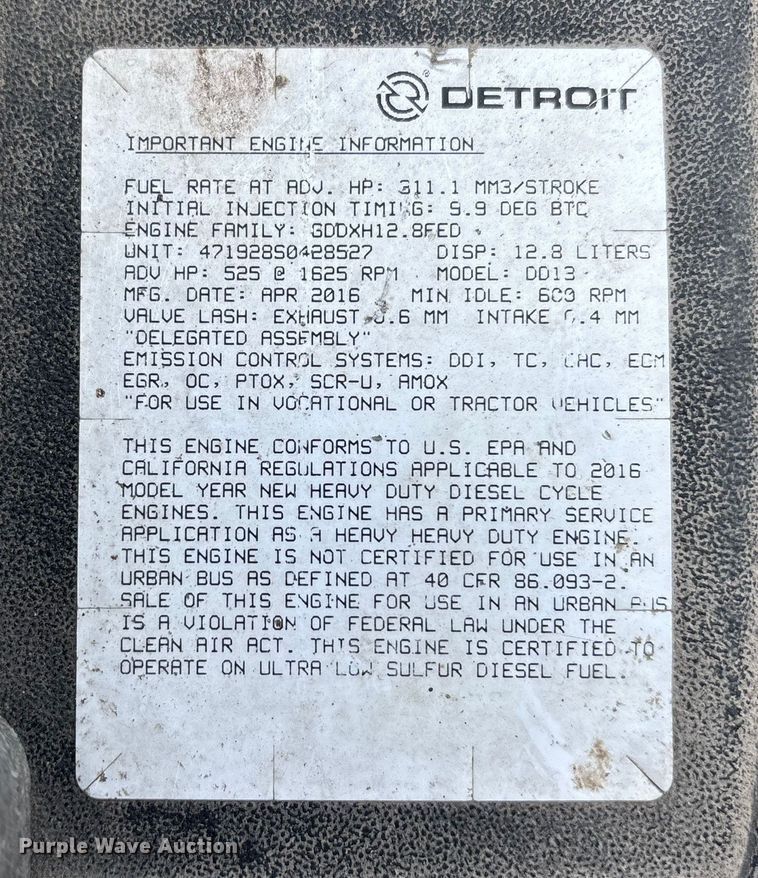 DETROIT
IMPORTANT ENGINE INFORMATION
FUEL RATE AT ADV. HP: 311.1 MM3/STROKE
INITIAL INJECTION TIMING: 9.9 DEG BTC
ENGINE FAMILY: GDDXH12.8FED
UNIT: 471928S0428527 DISP: 12.8 LITERS
ADV HP: 525 @ 1625 RPM MODEL: DD13
MFG. DATE: APR 2016 MIN IDLE: 600 RPM
VALVE LASH: EXHAUST 0.6 MM INTAKE 0.4 MM
"DELEGATED ASSEMBLY"
EMISSION CONTROL SYSTEMS: DDI, TC, CAC, ECM
EGR, OC, PTOX, SCR-U, AMOX
"FOR USE IN VOCATIONAL OR TRACTOR VEHICLES"
THIS ENGINE CONFORMS TO U.S. EPA AND
CALIFORNIA REGULATIONS APPLICABLE TO 2016
MODEL YEAR NEW HEAVY DUTY DIESEL CYCLE
ENGINES. THIS ENGINE HAS A PRIMARY SERVICE
APPLICATION AS A HEAVY HEAVY DUTY ENGINE.
THIS ENGINE IS NOT CERTIFIED FOR USE IN AN
URBAN BUS AS DEFINED AT 40 CFR 86.093-2.
SALE OF THIS ENGINE FOR USE IN AN URBAN BUS
IS A VIOLATION OF FEDERAL LAW UNDER THE
CLEAN AIR ACT. THIS ENGINE IS CERTIFIED TO
OPERATE ON ULTRA LOW SULFUR DIESEL FUEL.
Purple Wave Auction